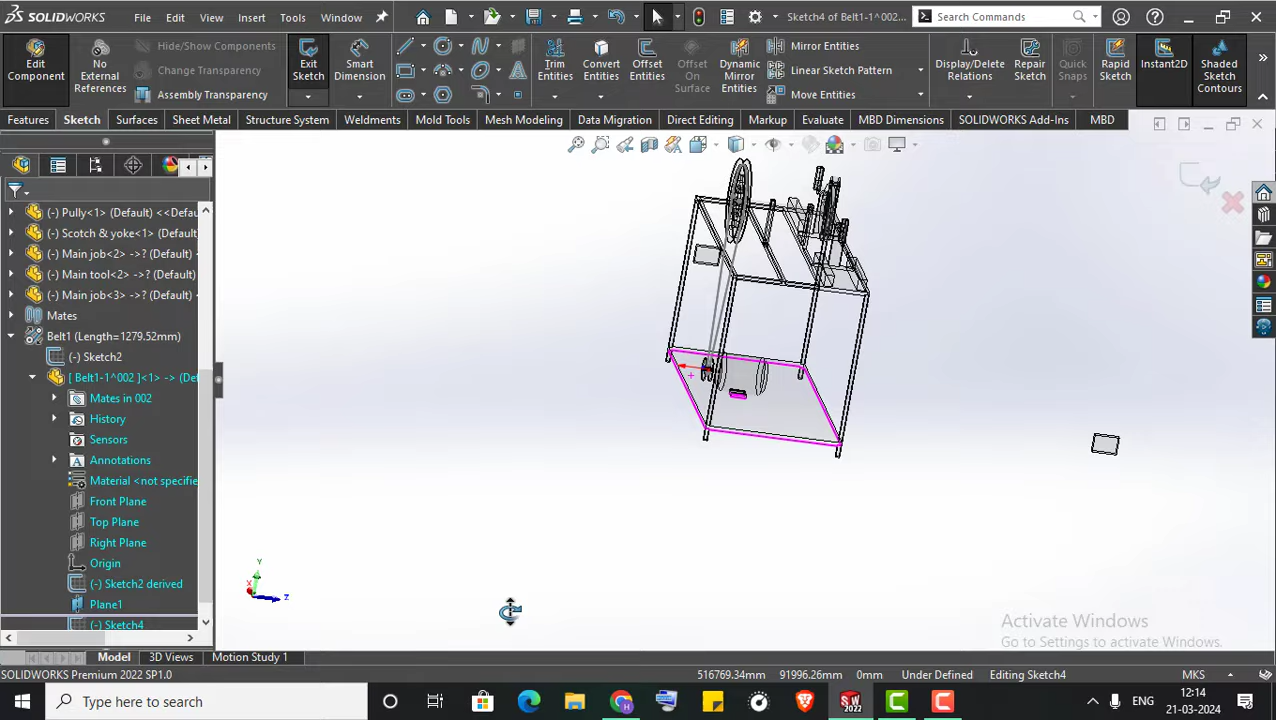 SOLIDWORKS File Edit View Insert Tools Window Sketch4 of Belt1-1^002... Search Commands
Edit Component
No External References
Hide/Show Components
Change Transparency
Assembly Transparency
Exit Sketch
Smart Dimension
Trim Entities
Convert Entities
Offset Entities
Offset On Surface
Dynamic Mirror Entities
Mirror Entities
Linear Sketch Pattern
Move Entities
Display/Delete Relations
Repair Sketch
Quick Snaps
Rapid Sketch
Instant2D
Shaded Sketch Contours
Features Sketch Surfaces Sheet Metal Structure System Weldments Mold Tools Mesh Modeling Data Migration Direct Editing Markup Evaluate MBD Dimensions SOLIDWORKS Add-Ins MBD
(-) Pully<1> (Default) <<Defau
(-) Scotch & yoke<1> (Default)
(-) Main job<2> ->? (Default)
(-) Main tool<2> ->? (Default)
(-) Main job<3> ->? (Default)
Mates
Belt1 (Length=1279.52mm)
(-) Sketch2
[ Belt1-1^002 ]<1> -> (Def
Mates in 002
History
Sensors
Annotations
Material <not specifie
Front Plane
Top Plane
Right Plane
Origin
(-) Sketch2 derived
Plane1
(-) Sketch4
Y
X
Z
Activate Windows
Go to Settings to activate Windows.
Model 3D Views Motion Study 1
SOLIDWORKS Premium 2022 SP1.0 516769.34mm 91996.26mm 0mm Under Defined Editing Sketch4 MKS
Type here to search
SW 2022
ENG
12:14
21-03-2024